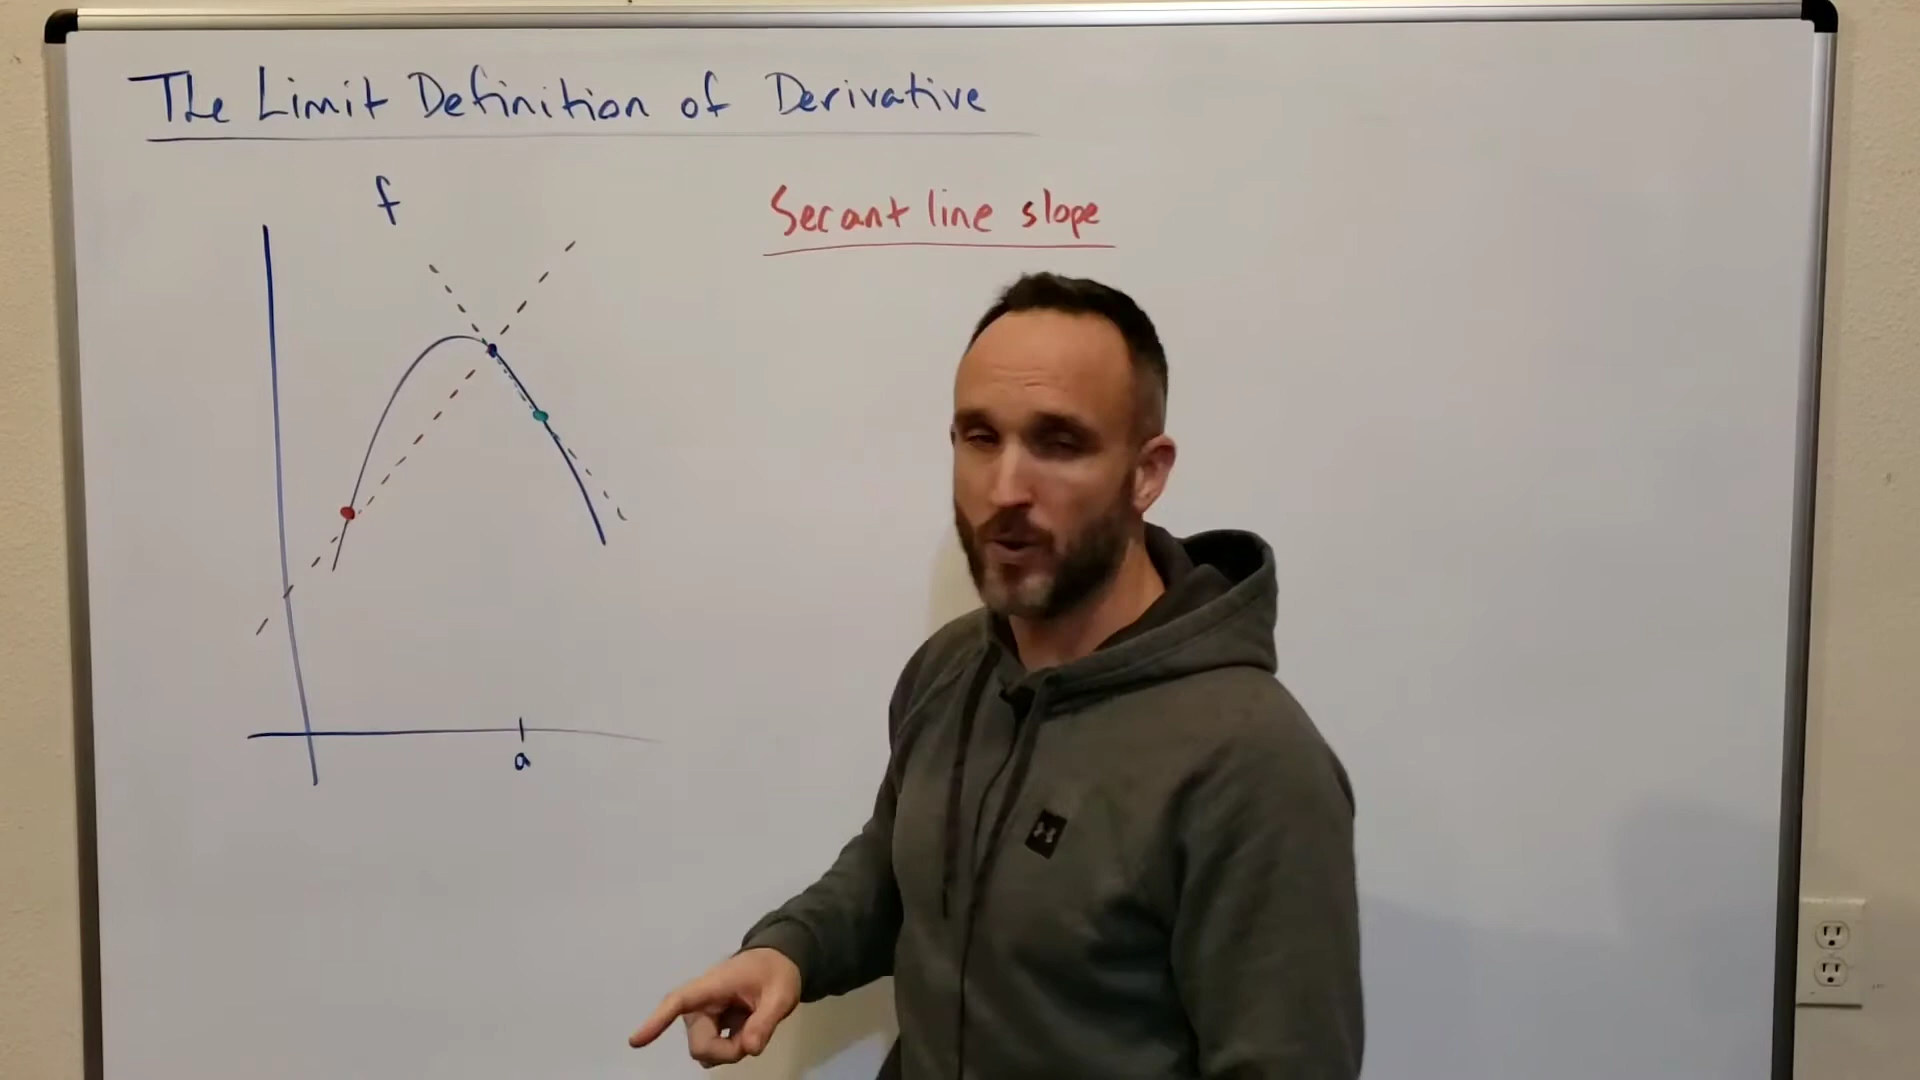 The Limit Definition of Derivative
f
Secant line slope
a